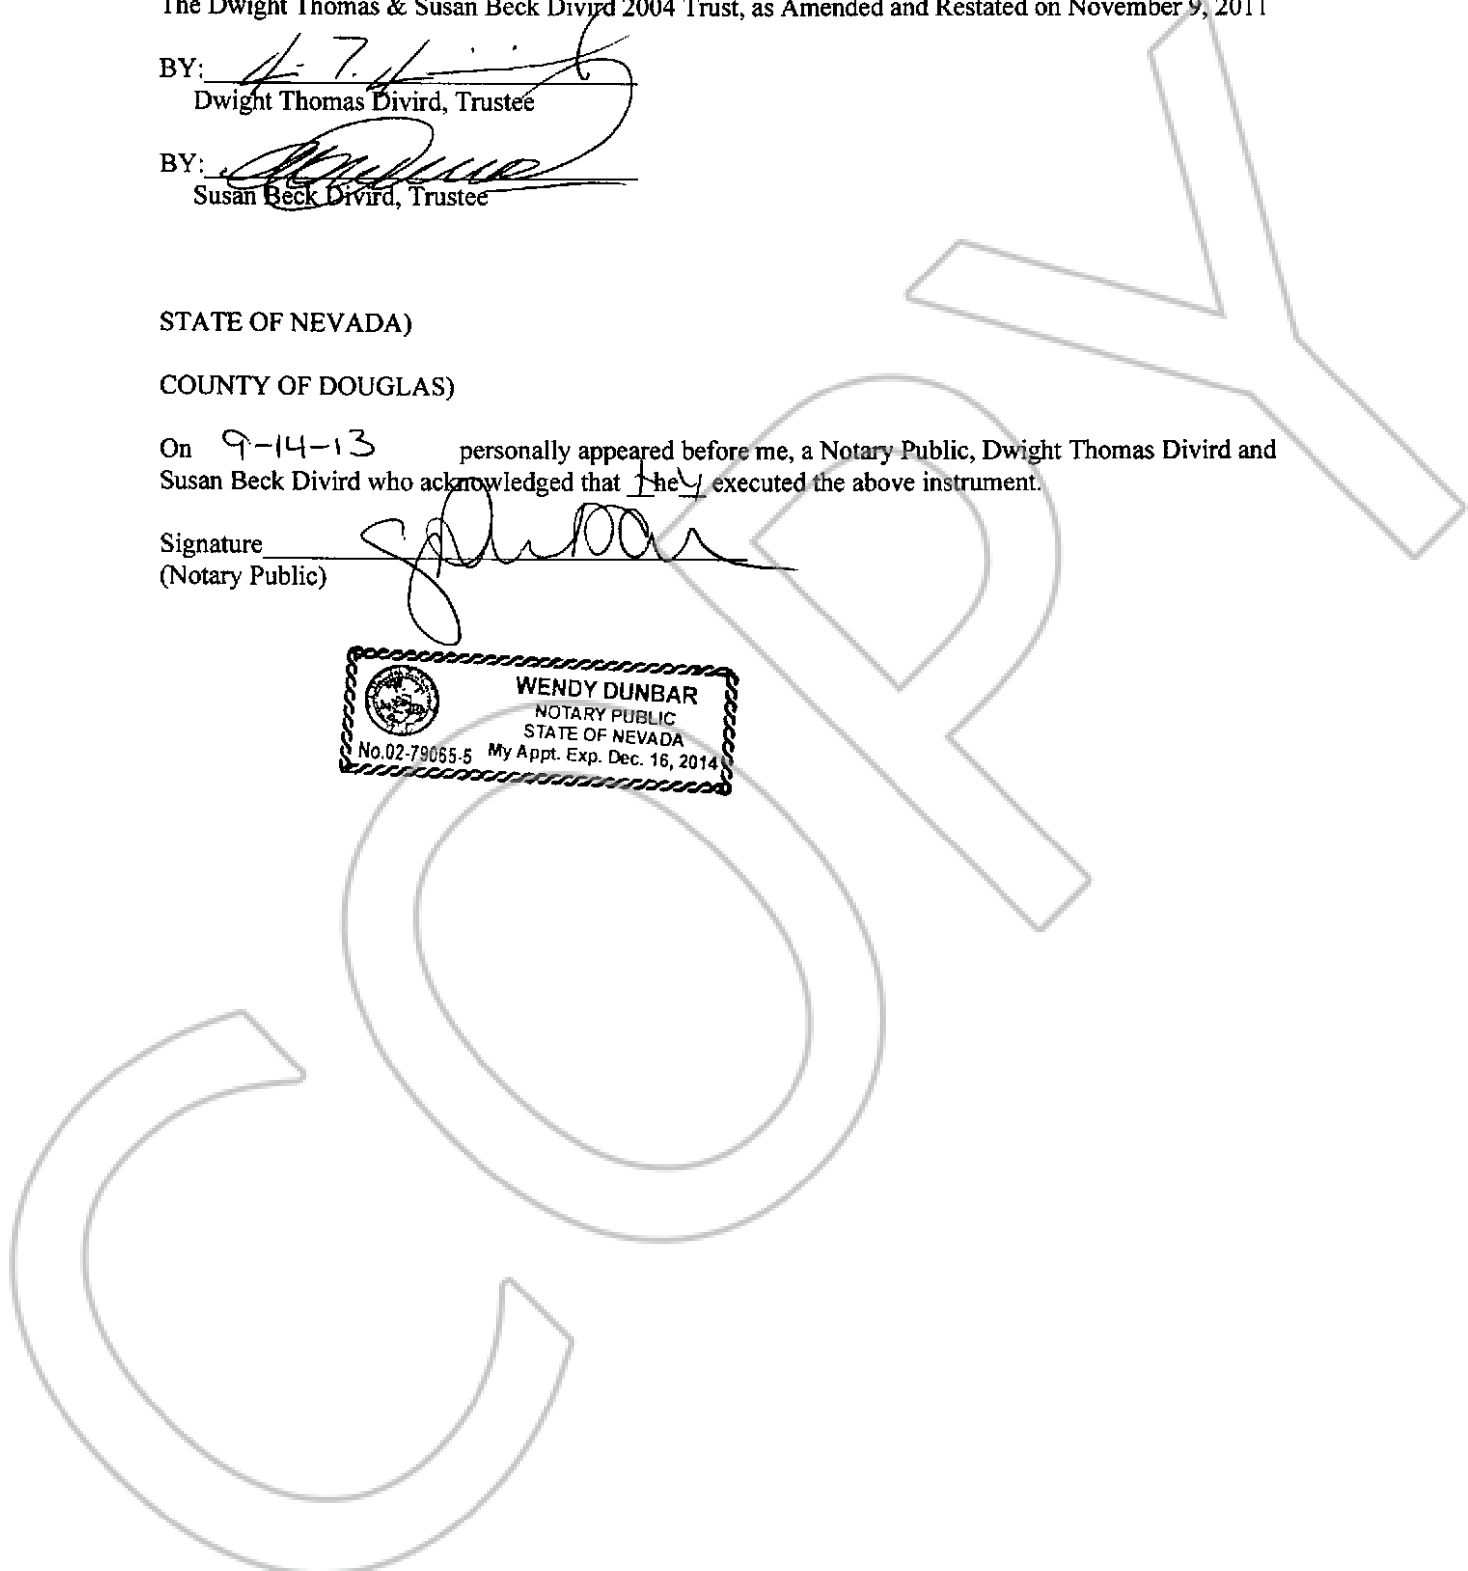 The Dwight Thomas & Susan Beck Divird 2004 Trust, as Amended and Restated on November 9, 2011
BY:
Dwight Thomas Divird, Trustee
BY:
Susan Beck Divird, Trustee
STATE OF NEVADA)
COUNTY OF DOUGLAS)
On 9-14-13 personally appeared before me, a Notary Public, Dwight Thomas Divird and
Susan Beck Divird who acknowledged that they executed the above instrument.
Signature
(Notary Public)
WENDY DUNBAR
NOTARY PUBLIC
STATE OF NEVADA
No.02-79065-5 My Appt. Exp. Dec. 16, 2014
COPY